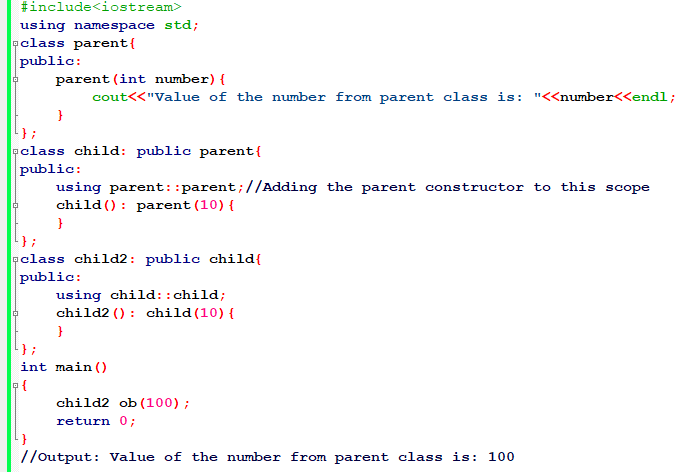 #include<iostream>
using namespace std;
class parent{
public:
    parent(int number){
        cout<<"Value of the number from parent class is: "<<number<<endl;
    }
};
class child: public parent{
public:
    using parent::parent;//Adding the parent constructor to this scope
    child(): parent(10){
    }
};
class child2: public child{
public:
    using child::child;
    child2(): child(10){
    }
};
int main()
{
    child2 ob(100);
    return 0;
}
//Output: Value of the number from parent class is: 100